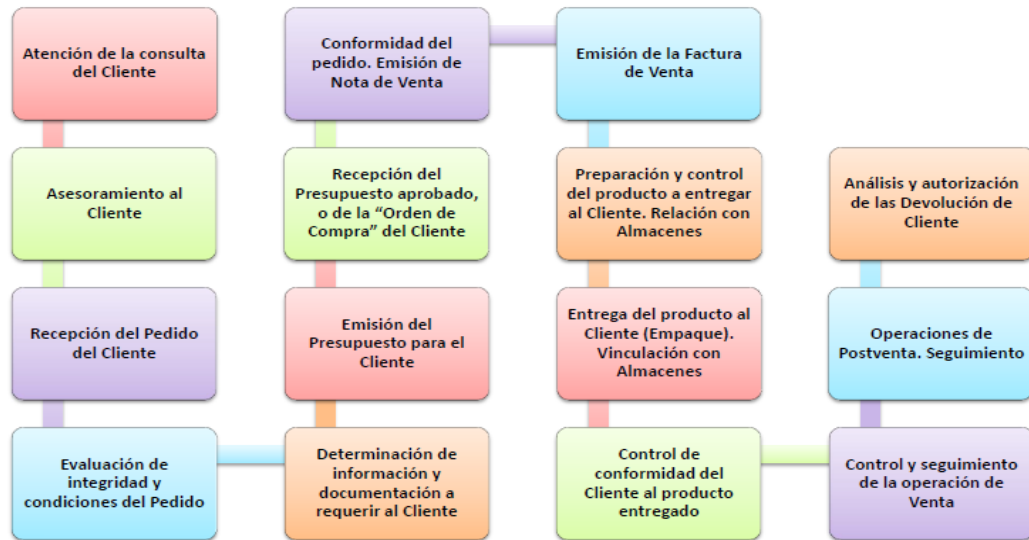 Atención de la consulta
del Cliente
Asesoramiento al
Cliente
Recepción del Pedido
del Cliente
Evaluación de
integridad y
condiciones del Pedido
Determinación de
información y
documentación a
requerir al Cliente
Emisión del
Presupuesto para el
Cliente
Recepción del
Presupuesto aprobado,
o de la “Orden de
Compra” del Cliente
Conformidad del
pedido. Emisión de
Nota de Venta
Emisión de la Factura
de Venta
Preparación y control
del producto a entregar
al Cliente. Relación con
Almacenes
Entrega del producto al
Cliente (Empaque).
Vinculación con
Almacenes
Control de
conformidad del
Cliente al producto
entregado
Control y seguimiento
de la operación de
Venta
Operaciones de
Postventa. Seguimiento
Análisis y autorización
de las Devolución de
Cliente